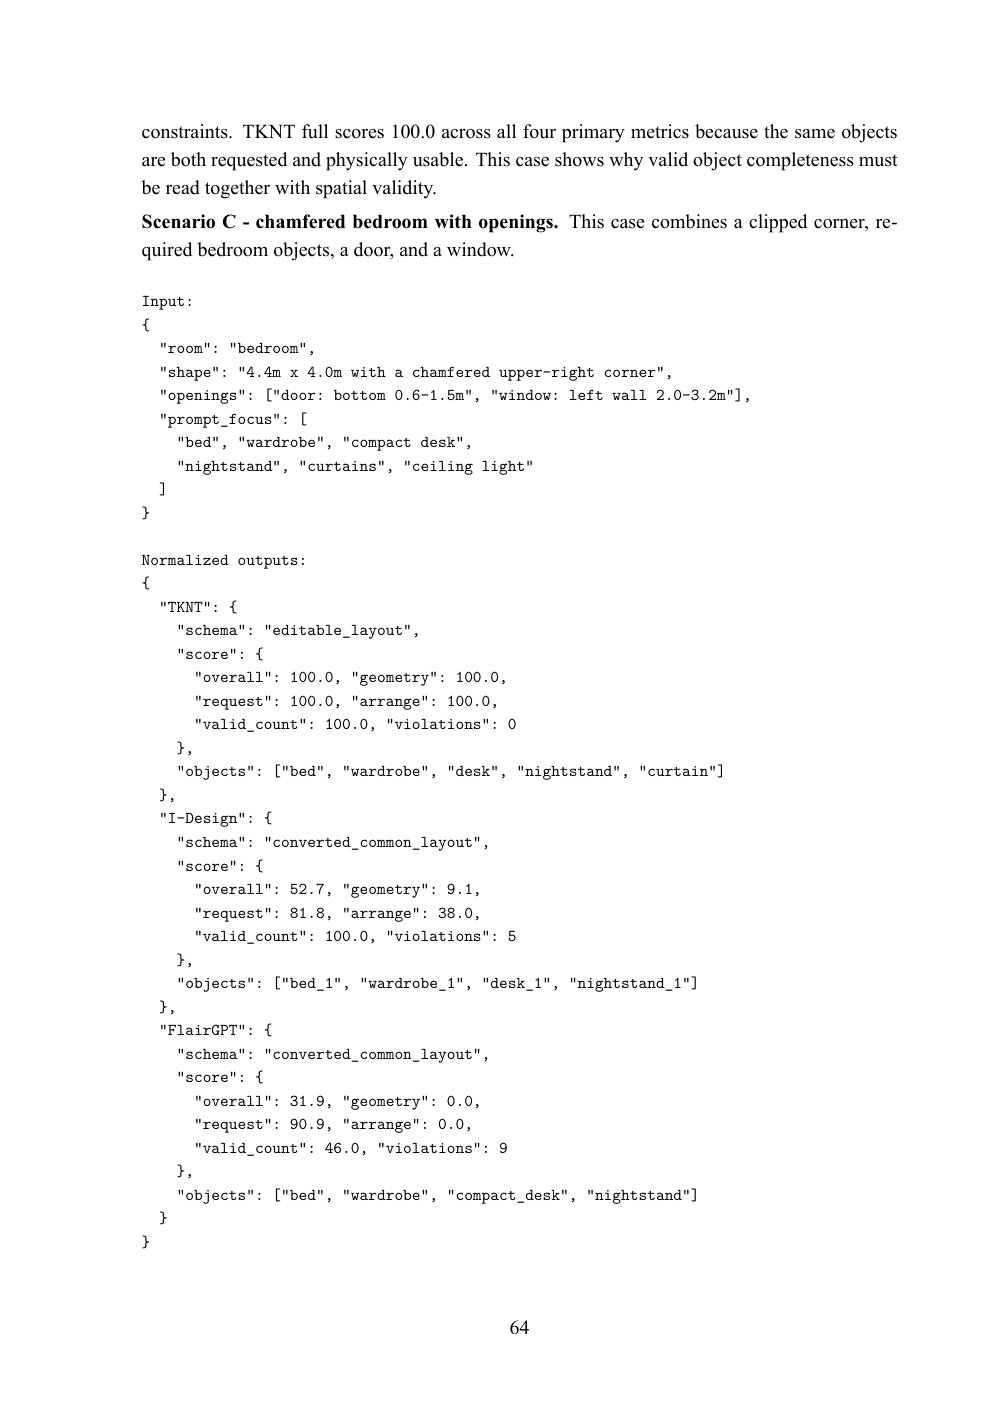 constraints. TKNT full scores 100.0 across all four primary metrics because the same objects
are both requested and physically usable. This case shows why valid object completeness must
be read together with spatial validity.
Scenario C - chamfered bedroom with openings. This case combines a clipped corner, re-
quired bedroom objects, a door, and a window.
Input:
{
  "room": "bedroom",
  "shape": "4.4m x 4.0m with a chamfered upper-right corner",
  "openings": ["door: bottom 0.6-1.5m", "window: left wall 2.0-3.2m"],
  "prompt_focus": [
    "bed", "wardrobe", "compact desk",
    "nightstand", "curtains", "ceiling light"
  ]
}
Normalized outputs:
{
  "TKNT": {
    "schema": "editable_layout",
    "score": {
      "overall": 100.0, "geometry": 100.0,
      "request": 100.0, "arrange": 100.0,
      "valid_count": 100.0, "violations": 0
    },
    "objects": ["bed", "wardrobe", "desk", "nightstand", "curtain"]
  },
  "I-Design": {
    "schema": "converted_common_layout",
    "score": {
      "overall": 52.7, "geometry": 9.1,
      "request": 81.8, "arrange": 38.0,
      "valid_count": 100.0, "violations": 5
    },
    "objects": ["bed_1", "wardrobe_1", "desk_1", "nightstand_1"]
  },
  "FlairGPT": {
    "schema": "converted_common_layout",
    "score": {
      "overall": 31.9, "geometry": 0.0,
      "request": 90.9, "arrange": 0.0,
      "valid_count": 46.0, "violations": 9
    },
    "objects": ["bed", "wardrobe", "compact_desk", "nightstand"]
  }
}
64